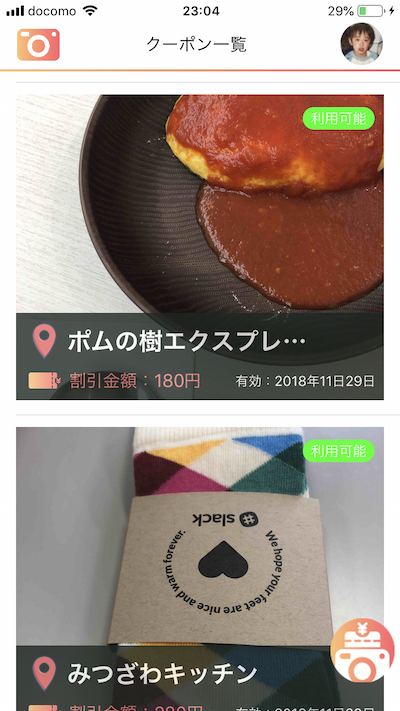 docomo 23:04 29%
クーポン一覧
利用可能
ポムの樹エクスプレ…
割引金額：180円 有効：2018年11日29日
利用可能
slack
We hope your feet are nice and warm forever.
みつざわキッチン
¥